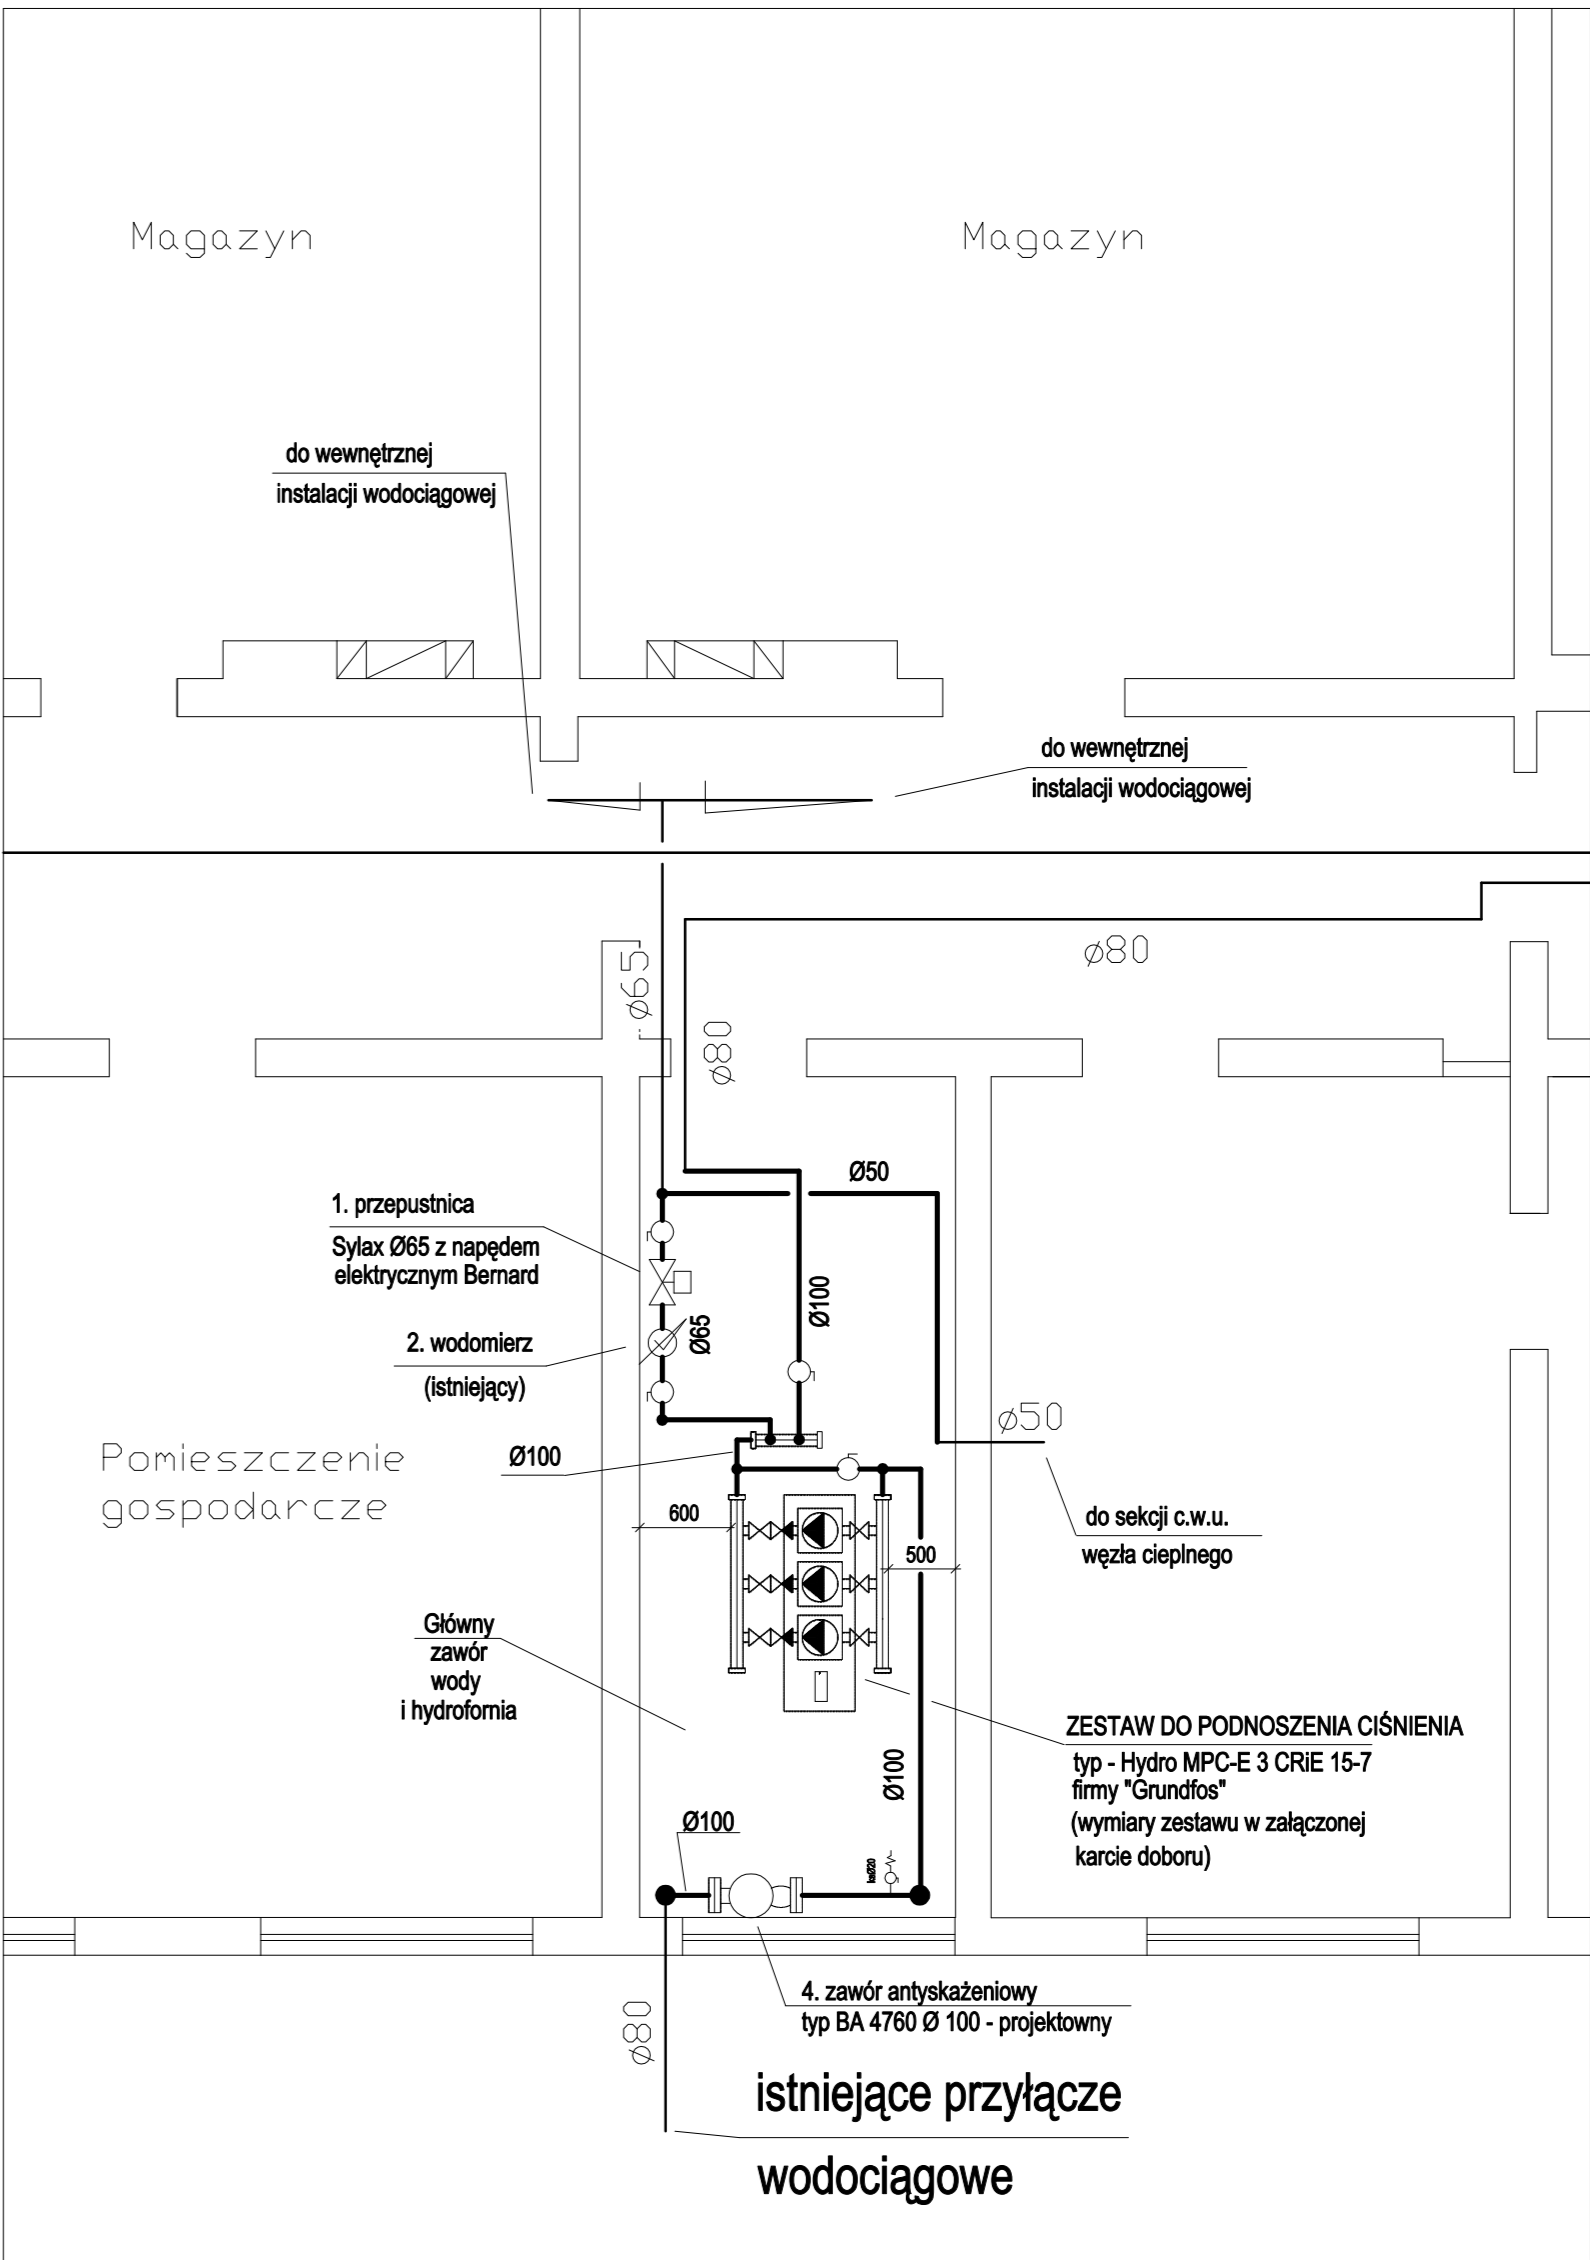 Magazyn
Magazyn
do wewnętrznej
instalacji wodociągowej
do wewnętrznej
instalacji wodociągowej
ø80
ø65
ø80
Ø50
1. przepustnica
Sylax Ø65 z napędem
elektrycznym Bernard
Ø100
Ø65
2. wodomierz
(istniejący)
ø50
Pomieszczenie
gospodarcze
Ø100
600
500
do sekcji c.w.u.
węzła cieplnego
Główny
zawór
wody
i hydrofornia
ZESTAW DO PODNOSZENIA CIŚNIENIA
typ - Hydro MPC-E 3 CRiE 15-7
firmy "Grundfos"
(wymiary zestawu w załączonej
karcie doboru)
Ø100
Ø100
4. zawór antyskażeniowy
typ BA 4760 Ø 100 - projektowny
ø80
istniejące przyłącze
wodociągowe